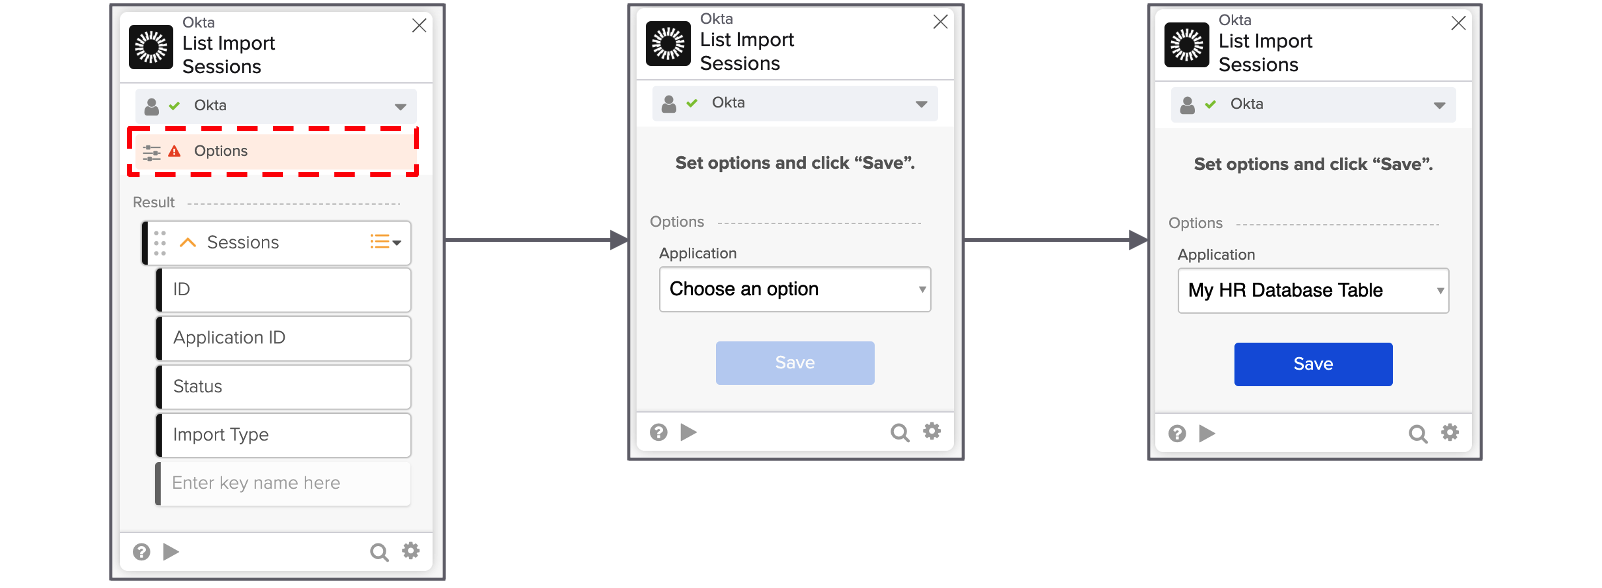 Okta
List Import
Sessions
Okta
Options
Result
Sessions
ID
Application ID
Status
Import Type
Enter key name here
Okta
List Import
Sessions
Okta
Set options and click “Save”.
Options
Application
Choose an option
Save
Okta
List Import
Sessions
Okta
Set options and click “Save”.
Options
Application
My HR Database Table
Save